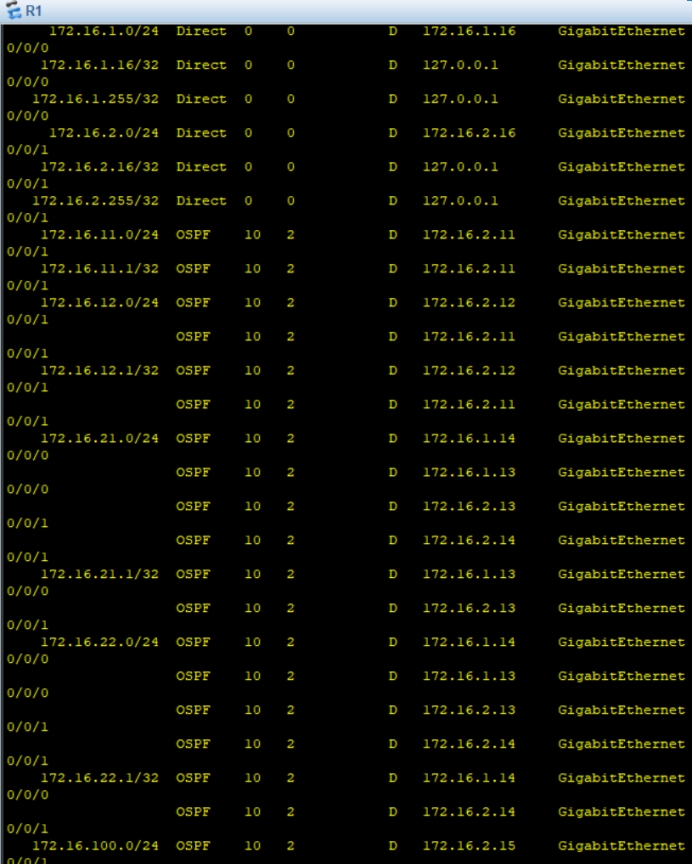 R1
172.16.1.0/24 Direct 0 0 D 172.16.1.16 GigabitEthernet
0/0/0
172.16.1.16/32 Direct 0 0 D 127.0.0.1 GigabitEthernet
0/0/0
172.16.1.255/32 Direct 0 0 D 127.0.0.1 GigabitEthernet
0/0/0
172.16.2.0/24 Direct 0 0 D 172.16.2.16 GigabitEthernet
0/0/1
172.16.2.16/32 Direct 0 0 D 127.0.0.1 GigabitEthernet
0/0/1
172.16.2.255/32 Direct 0 0 D 127.0.0.1 GigabitEthernet
0/0/1
172.16.11.0/24 OSPF 10 2 D 172.16.2.11 GigabitEthernet
0/0/1
172.16.11.1/32 OSPF 10 2 D 172.16.2.11 GigabitEthernet
0/0/1
172.16.12.0/24 OSPF 10 2 D 172.16.2.12 GigabitEthernet
0/0/1
OSPF 10 2 D 172.16.2.11 GigabitEthernet
0/0/1
172.16.12.1/32 OSPF 10 2 D 172.16.2.12 GigabitEthernet
0/0/1
OSPF 10 2 D 172.16.2.11 GigabitEthernet
0/0/1
172.16.21.0/24 OSPF 10 2 D 172.16.1.14 GigabitEthernet
0/0/0
OSPF 10 2 D 172.16.1.13 GigabitEthernet
0/0/0
OSPF 10 2 D 172.16.2.13 GigabitEthernet
0/0/1
OSPF 10 2 D 172.16.2.14 GigabitEthernet
0/0/1
172.16.21.1/32 OSPF 10 2 D 172.16.1.13 GigabitEthernet
0/0/0
OSPF 10 2 D 172.16.2.13 GigabitEthernet
0/0/1
172.16.22.0/24 OSPF 10 2 D 172.16.1.14 GigabitEthernet
0/0/0
OSPF 10 2 D 172.16.1.13 GigabitEthernet
0/0/0
OSPF 10 2 D 172.16.2.13 GigabitEthernet
0/0/1
OSPF 10 2 D 172.16.2.14 GigabitEthernet
0/0/1
172.16.22.1/32 OSPF 10 2 D 172.16.1.14 GigabitEthernet
0/0/0
OSPF 10 2 D 172.16.2.14 GigabitEthernet
0/0/1
172.16.100.0/24 OSPF 10 2 D 172.16.2.15 GigabitEthernet
0/0/1